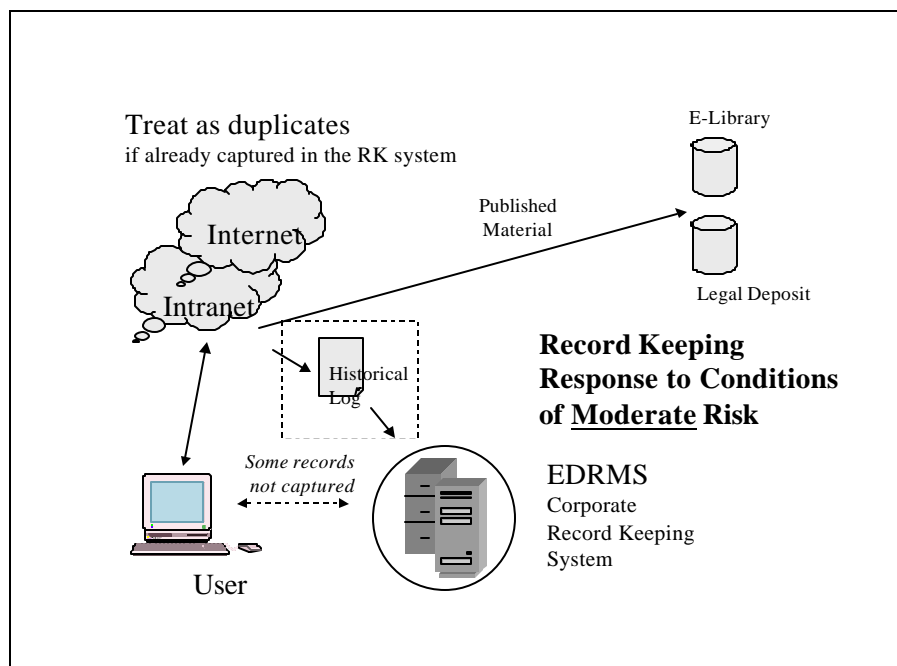 Treat as duplicates
if already captured in the RK system
Internet
Intranet
Published
Material
E-Library
Legal Deposit
Historical
Log
Record Keeping
Response to Conditions
of Moderate Risk
Some records
not captured
User
EDRMS
Corporate
Record Keeping
System